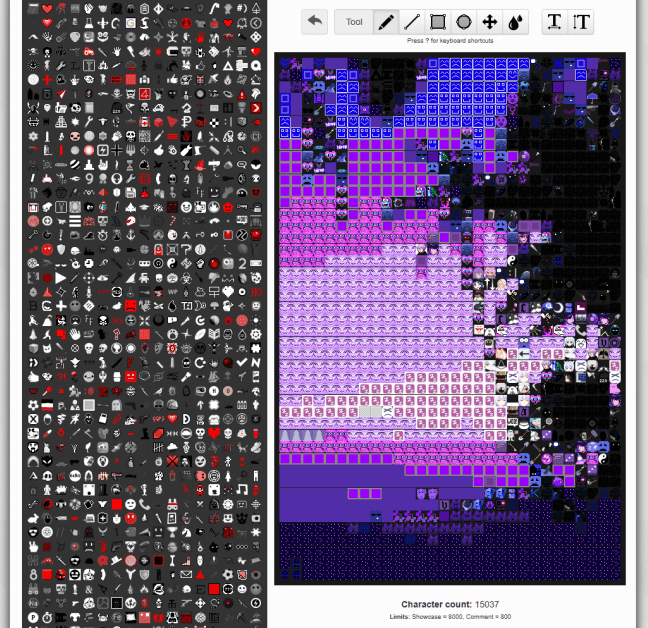 Tool
Press ? for keyboard shortcuts
Character count: 15037
Limits: Showcase = 8000, Comment = 800